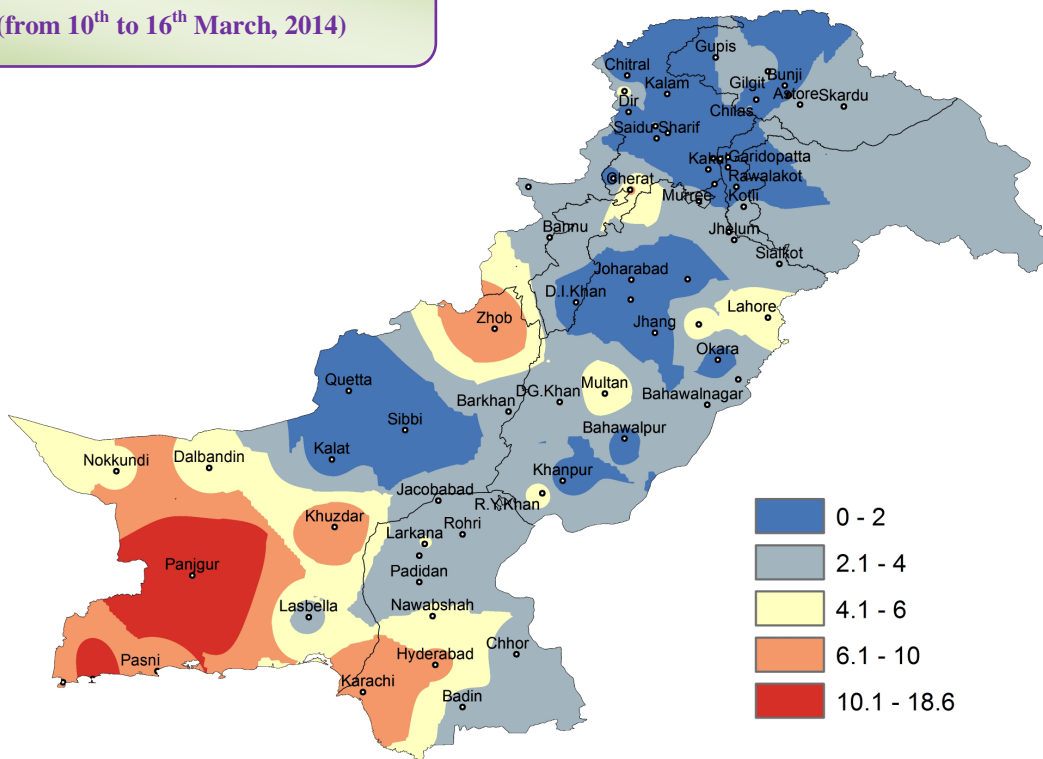 (from 10th to 16th March, 2014)
Gupis
Chitral
Bunji
Gilgit
Kalam
Astore
Skardu
Dir
Chilas
Saidu Sharif
Garidopatta
Rawalakot
Cherat
Murree
Kotli
Bannu
Jhelum
Sialkot
Joharabad
D.I.Khan
Lahore
Zhob
Jhang
Okara
Quetta
Multan
D.G.Khan
Barkhan
Bahawalnagar
Sibbi
Bahawalpur
Kalat
Dalbandin
Nokkundi
Khanpur
Jacobabad
R.Y.Khan
Khuzdar
Rohri
Larkana
Panjgur
Padidan
Lasbella
Nawabshah
Chhor
Hyderabad
Pasni
Karachi
Badin
0 - 2
2.1 - 4
4.1 - 6
6.1 - 10
10.1 - 18.6